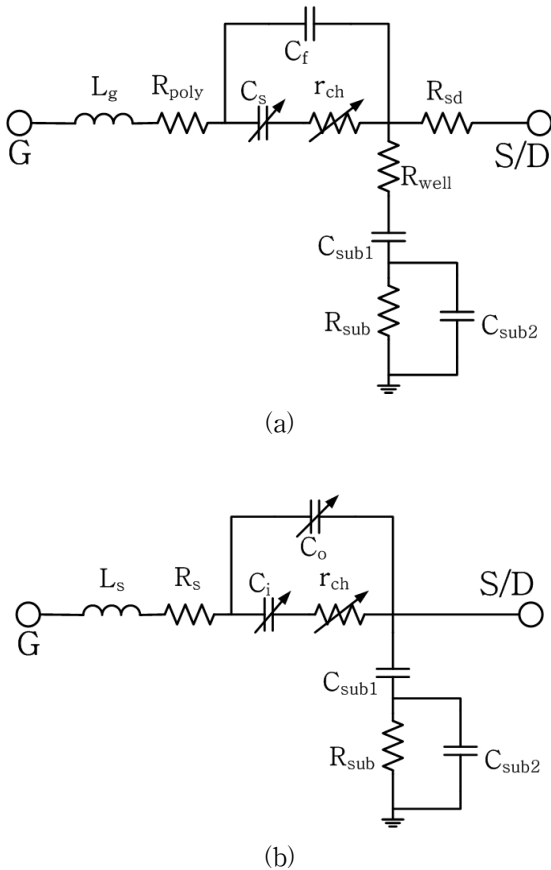 C_f
L_g R_poly C_s r_ch R_sd
G S/D
R_well
C_sub1
R_sub C_sub2
(a)
C_o
L_s R_s C_i r_ch S/D
G
C_sub1
R_sub C_sub2
(b)